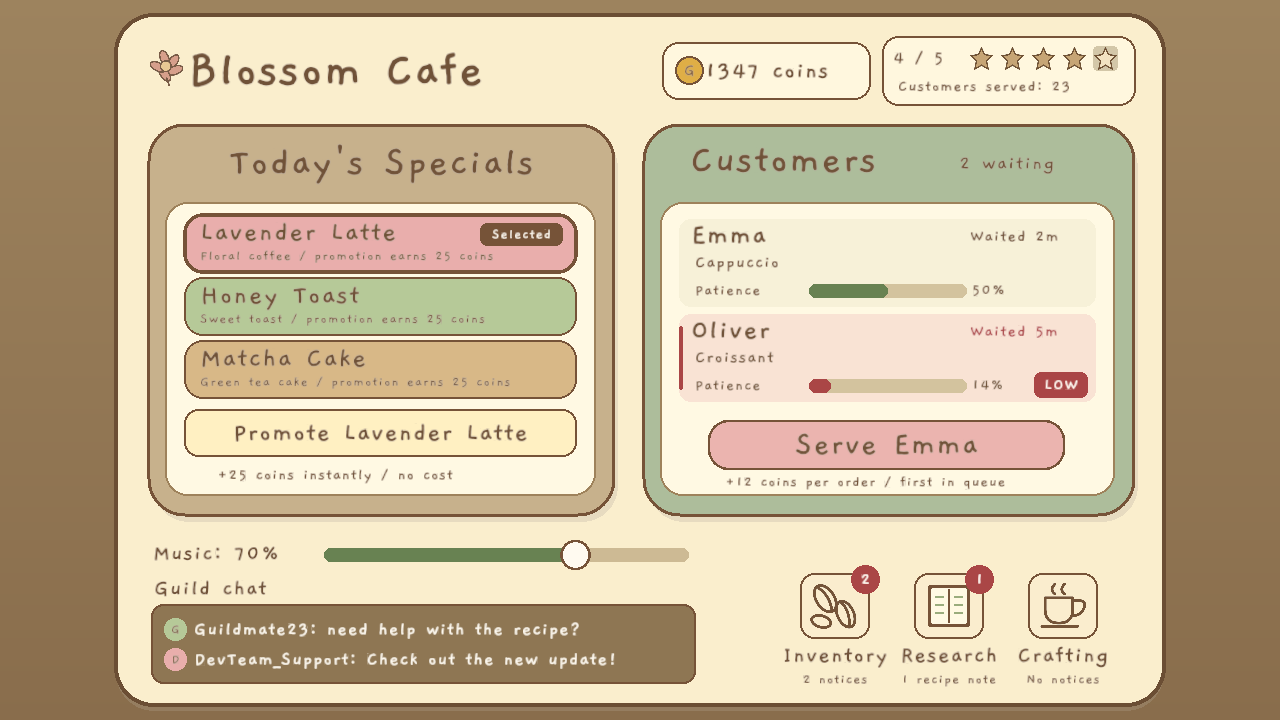 Blossom Cafe
G 1347 coins
4 / 5
Customers served: 23
Today's Specials
Lavender Latte
Selected
Floral coffee / promotion earns 25 coins
Honey Toast
Sweet toast / promotion earns 25 coins
Matcha Cake
Green tea cake / promotion earns 25 coins
Promote Lavender Latte
+25 coins instantly / no cost
Customers
2 waiting
Emma
Waited 2m
Cappuccio
Patience
50%
Oliver
Waited 5m
Croissant
Patience
14%
LOW
Serve Emma
+12 coins per order / first in queue
Music: 70%
Guild chat
G Guildmate23: need help with the recipe?
D DevTeam_Support: Check out the new update!
2
Inventory
2 notices
1
Research
1 recipe note
Crafting
No notices